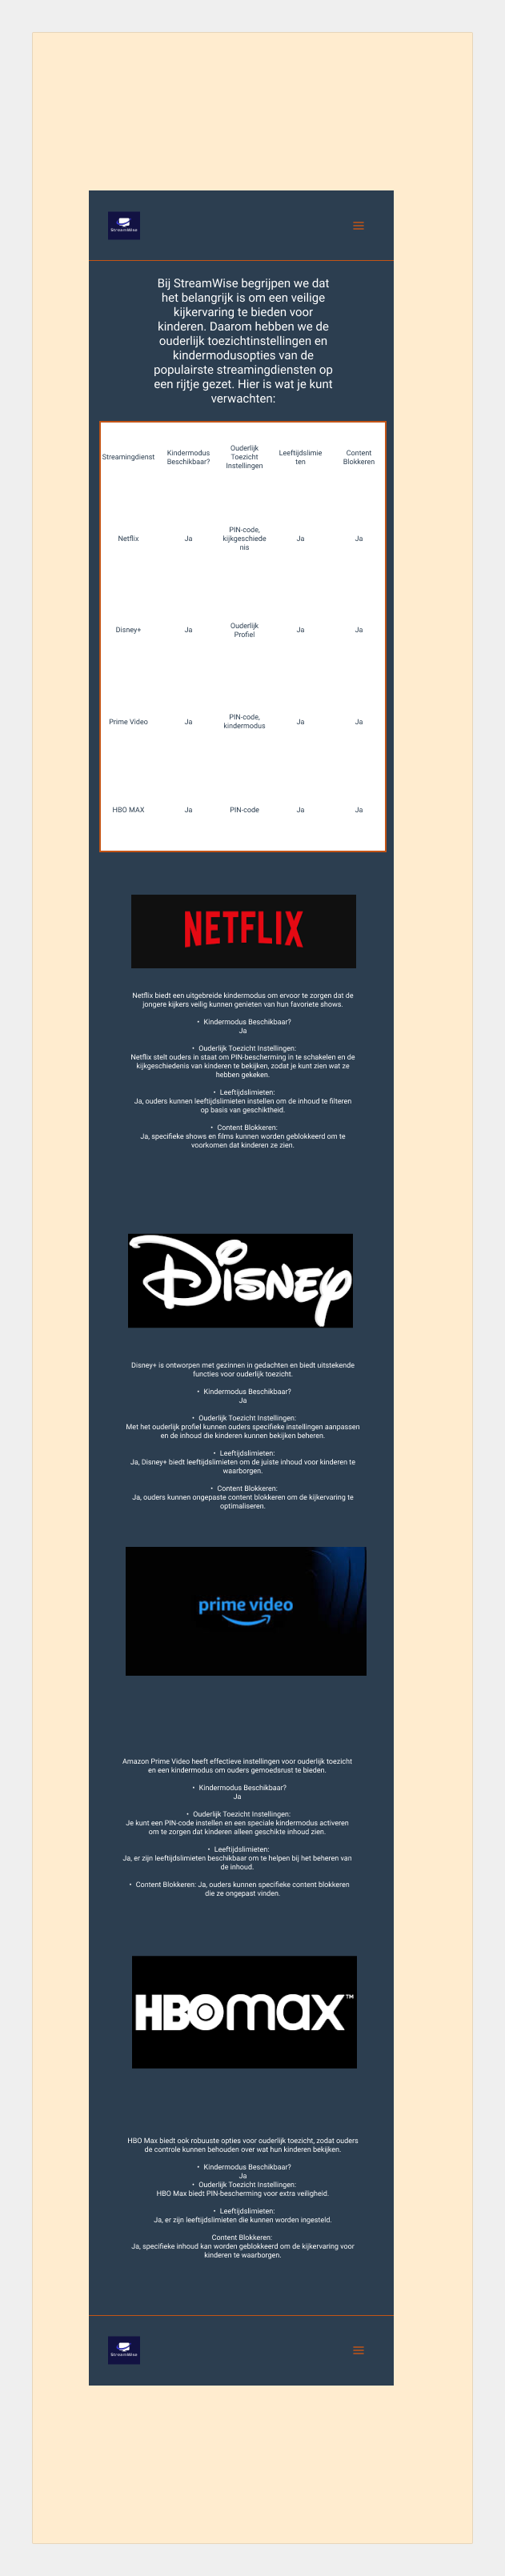 StreamWise
Bij StreamWise begrijpen we dat
het belangrijk is om een veilige
kijkervaring te bieden voor
kinderen. Daarom hebben we de
ouderlijk toezichtinstellingen en
kindermodusopties van de
populairste streamingdiensten op
een rijtje gezet. Hier is wat je kunt
verwachten:
Streamingdienst
Kindermodus
Beschikbaar?
Ouderlijk
Toezicht
Instellingen
Leeftijdslimie
ten
Content
Blokkeren
Netflix
Ja
PIN-code,
kijkgeschiede
nis
Ja
Ja
Disney+
Ja
Ouderlijk
Profiel
Ja
Ja
Prime Video
Ja
PIN-code,
kindermodus
Ja
Ja
HBO MAX
Ja
PIN-code
Ja
Ja
NETFLIX
Netflix biedt een uitgebreide kindermodus om ervoor te zorgen dat de
jongere kijkers veilig kunnen genieten van hun favoriete shows.
• Kindermodus Beschikbaar?
Ja
• Ouderlijk Toezicht Instellingen:
Netflix stelt ouders in staat om PIN-bescherming in te schakelen en de
kijkgeschiedenis van kinderen te bekijken, zodat je kunt zien wat ze
hebben gekeken.
• Leeftijdslimieten:
Ja, ouders kunnen leeftijdslimieten instellen om de inhoud te filteren
op basis van geschiktheid.
• Content Blokkeren:
Ja, specifieke shows en films kunnen worden geblokkeerd om te
voorkomen dat kinderen ze zien.
Disney
Disney+ is ontworpen met gezinnen in gedachten en biedt uitstekende
functies voor ouderlijk toezicht.
• Kindermodus Beschikbaar?
Ja
• Ouderlijk Toezicht Instellingen:
Met het ouderlijk profiel kunnen ouders specifieke instellingen aanpassen
en de inhoud die kinderen kunnen bekijken beheren.
• Leeftijdslimieten:
Ja, Disney+ biedt leeftijdslimieten om de juiste inhoud voor kinderen te
waarborgen.
• Content Blokkeren:
Ja, ouders kunnen ongepaste content blokkeren om de kijkervaring te
optimaliseren.
prime video
Amazon Prime Video heeft effectieve instellingen voor ouderlijk toezicht
en een kindermodus om ouders gemoedsrust te bieden.
• Kindermodus Beschikbaar?
Ja
• Ouderlijk Toezicht Instellingen:
Je kunt een PIN-code instellen en een speciale kindermodus activeren
om te zorgen dat kinderen alleen geschikte inhoud zien.
• Leeftijdslimieten:
Ja, er zijn leeftijdslimieten beschikbaar om te helpen bij het beheren van
de inhoud.
• Content Blokkeren: Ja, ouders kunnen specifieke content blokkeren
die ze ongepast vinden.
HBOmax™
HBO Max biedt ook robuuste opties voor ouderlijk toezicht, zodat ouders
de controle kunnen behouden over wat hun kinderen bekijken.
• Kindermodus Beschikbaar?
Ja
• Ouderlijk Toezicht Instellingen:
HBO Max biedt PIN-bescherming voor extra veiligheid.
• Leeftijdslimieten:
Ja, er zijn leeftijdslimieten die kunnen worden ingesteld.
Content Blokkeren:
Ja, specifieke inhoud kan worden geblokkeerd om de kijkervaring voor
kinderen te waarborgen.
StreamWise